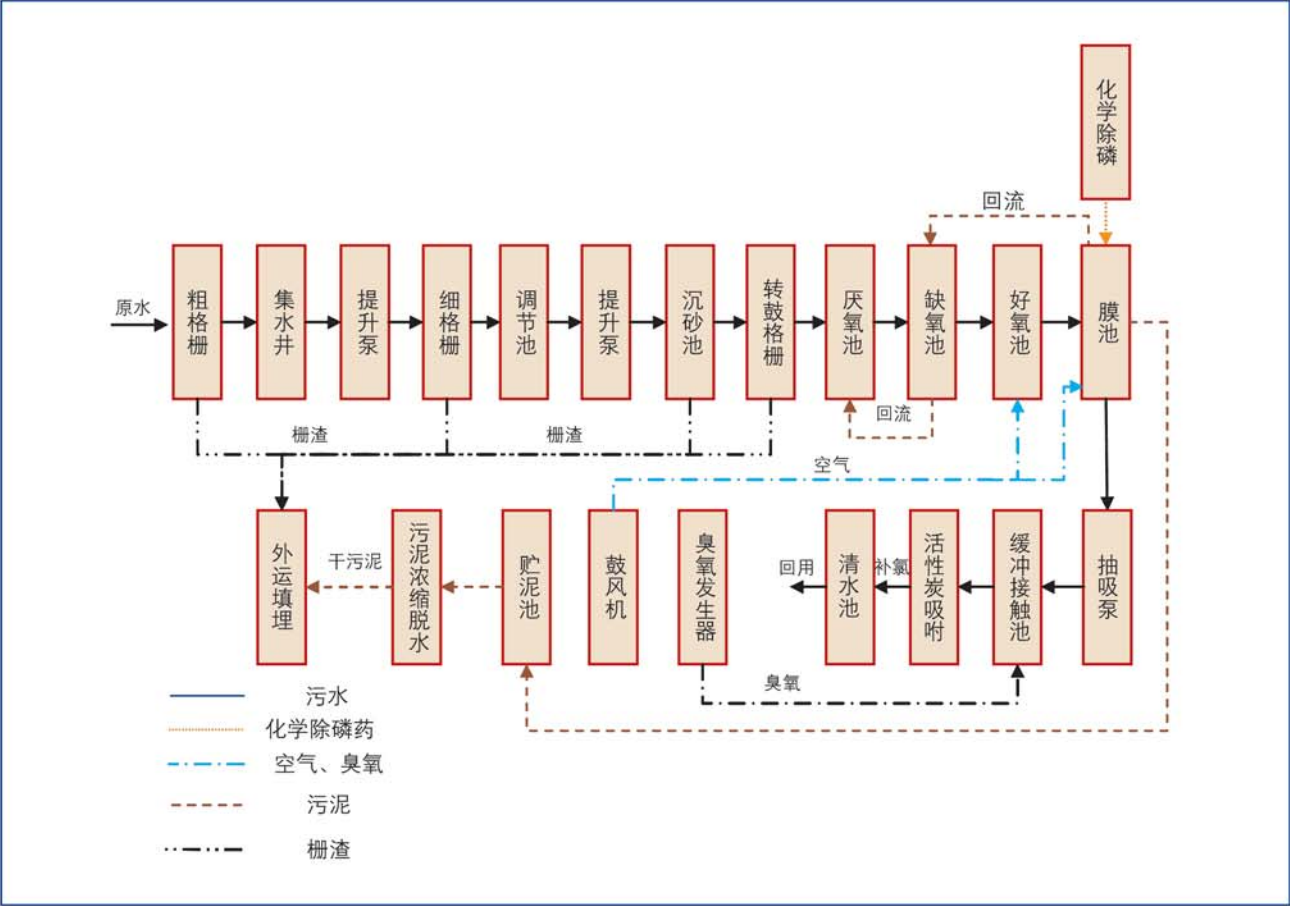 化学除磷
回流
原水
粗格栅
集水井
提升泵
细格栅
调节池
提升泵
沉砂池
转鼓格栅
厌氧池
缺氧池
好氧池
膜池
栅渣
栅渣
回流
空气
外运填埋
干污泥
污泥浓缩脱水
贮泥池
鼓风机
臭氧发生器
回用
清水池
补氯
活性炭吸附
缓冲接触池
抽吸泵
臭氧
污水
化学除磷药
空气、臭氧
污泥
栅渣